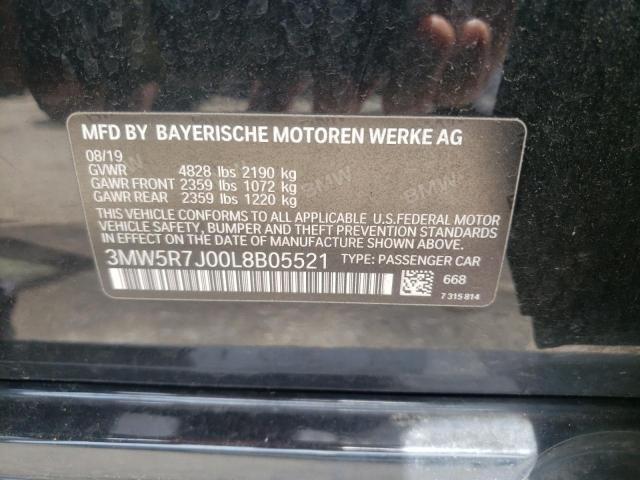 MFD BY BAYERISCHE MOTOREN WERKE AG
08/19
GVWR 4828 lbs 2190 kg
GAWR FRONT 2359 lbs 1072 kg
GAWR REAR 2359 lbs 1220 kg
THIS VEHICLE CONFORMS TO ALL APPLICABLE U.S.FEDERAL MOTOR
VEHICLE SAFETY, BUMPER AND THEFT PREVENTION STANDARDS
IN EFFECT ON THE DATE OF MANUFACTURE SHOWN ABOVE.
3MW5R7J00L8B05521 TYPE: PASSENGER CAR
668
7 315 814
BMW
BMW
BMW